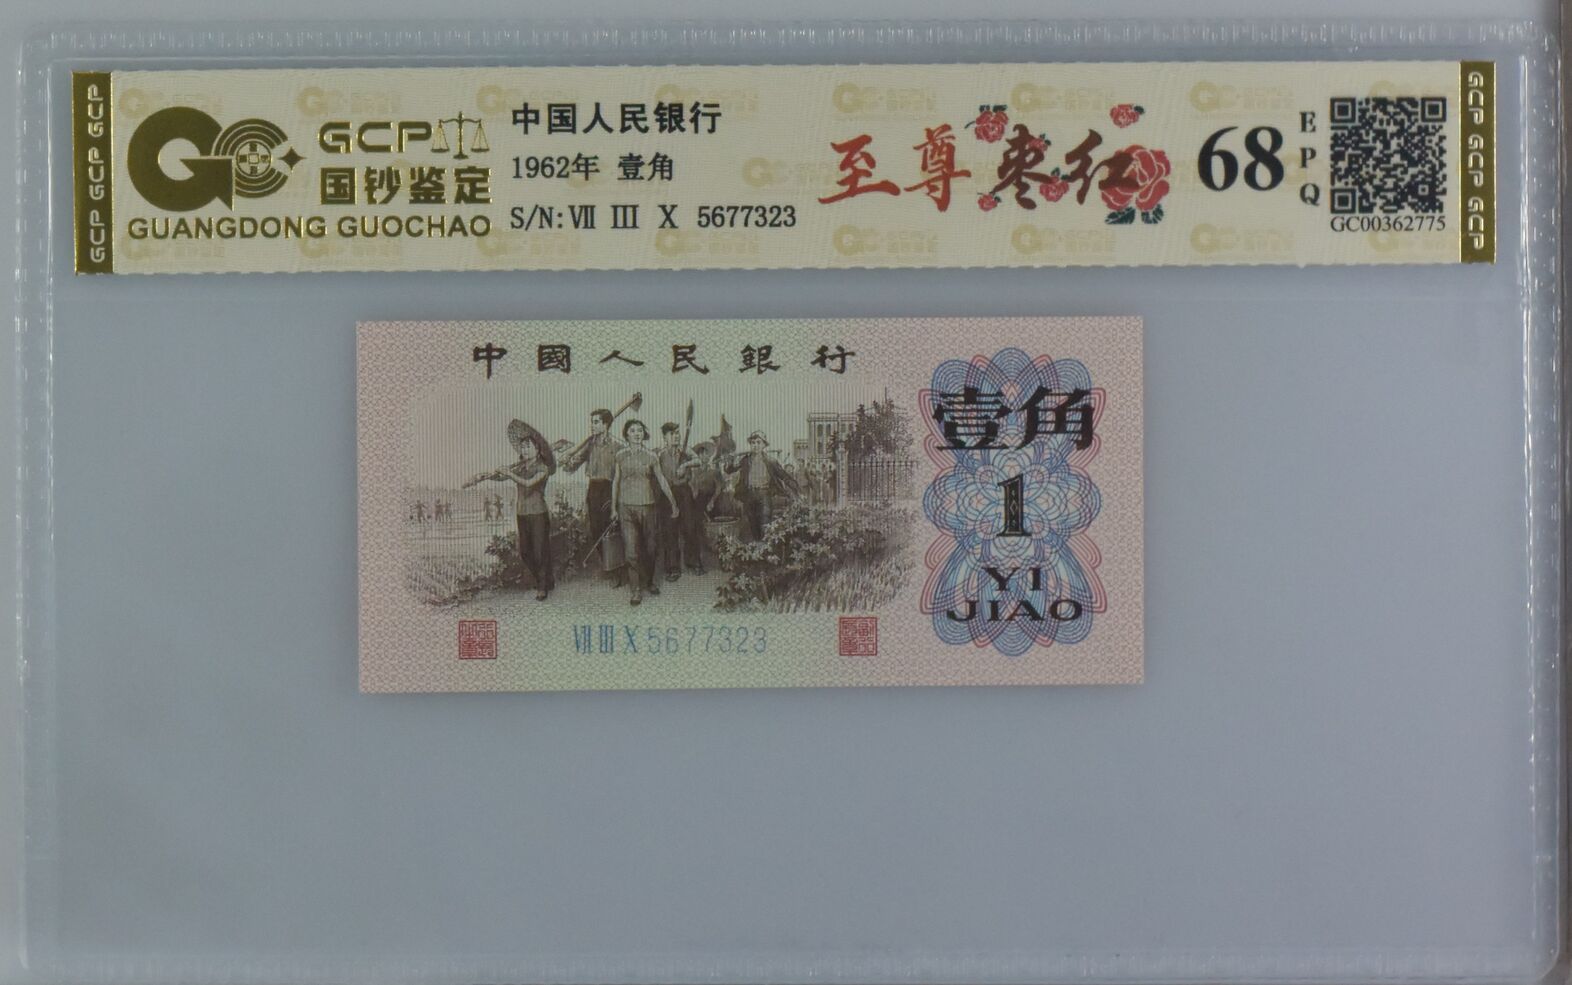 GCP GCP GCP
GCP
国钞鉴定
GUANGDONG GUOCHAO
中国人民银行
1962年 壹角
S/N: Ⅶ Ⅲ Ⅹ 5677323
至尊枣红
68
EPQ
GC00362775
GCP GCP GCP
中國人民銀行
壹角
1
YI
JIAO
Ⅶ Ⅲ Ⅹ 5677323